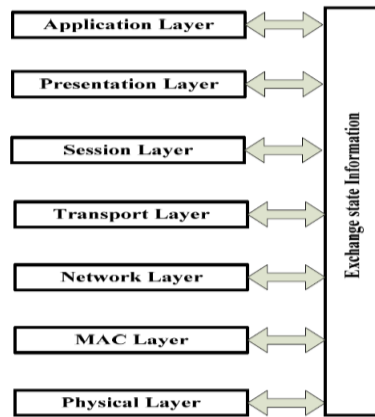 Application Layer
Presentation Layer
Session Layer
Transport Layer
Network Layer
MAC Layer
Physical Layer
Exchange state Information